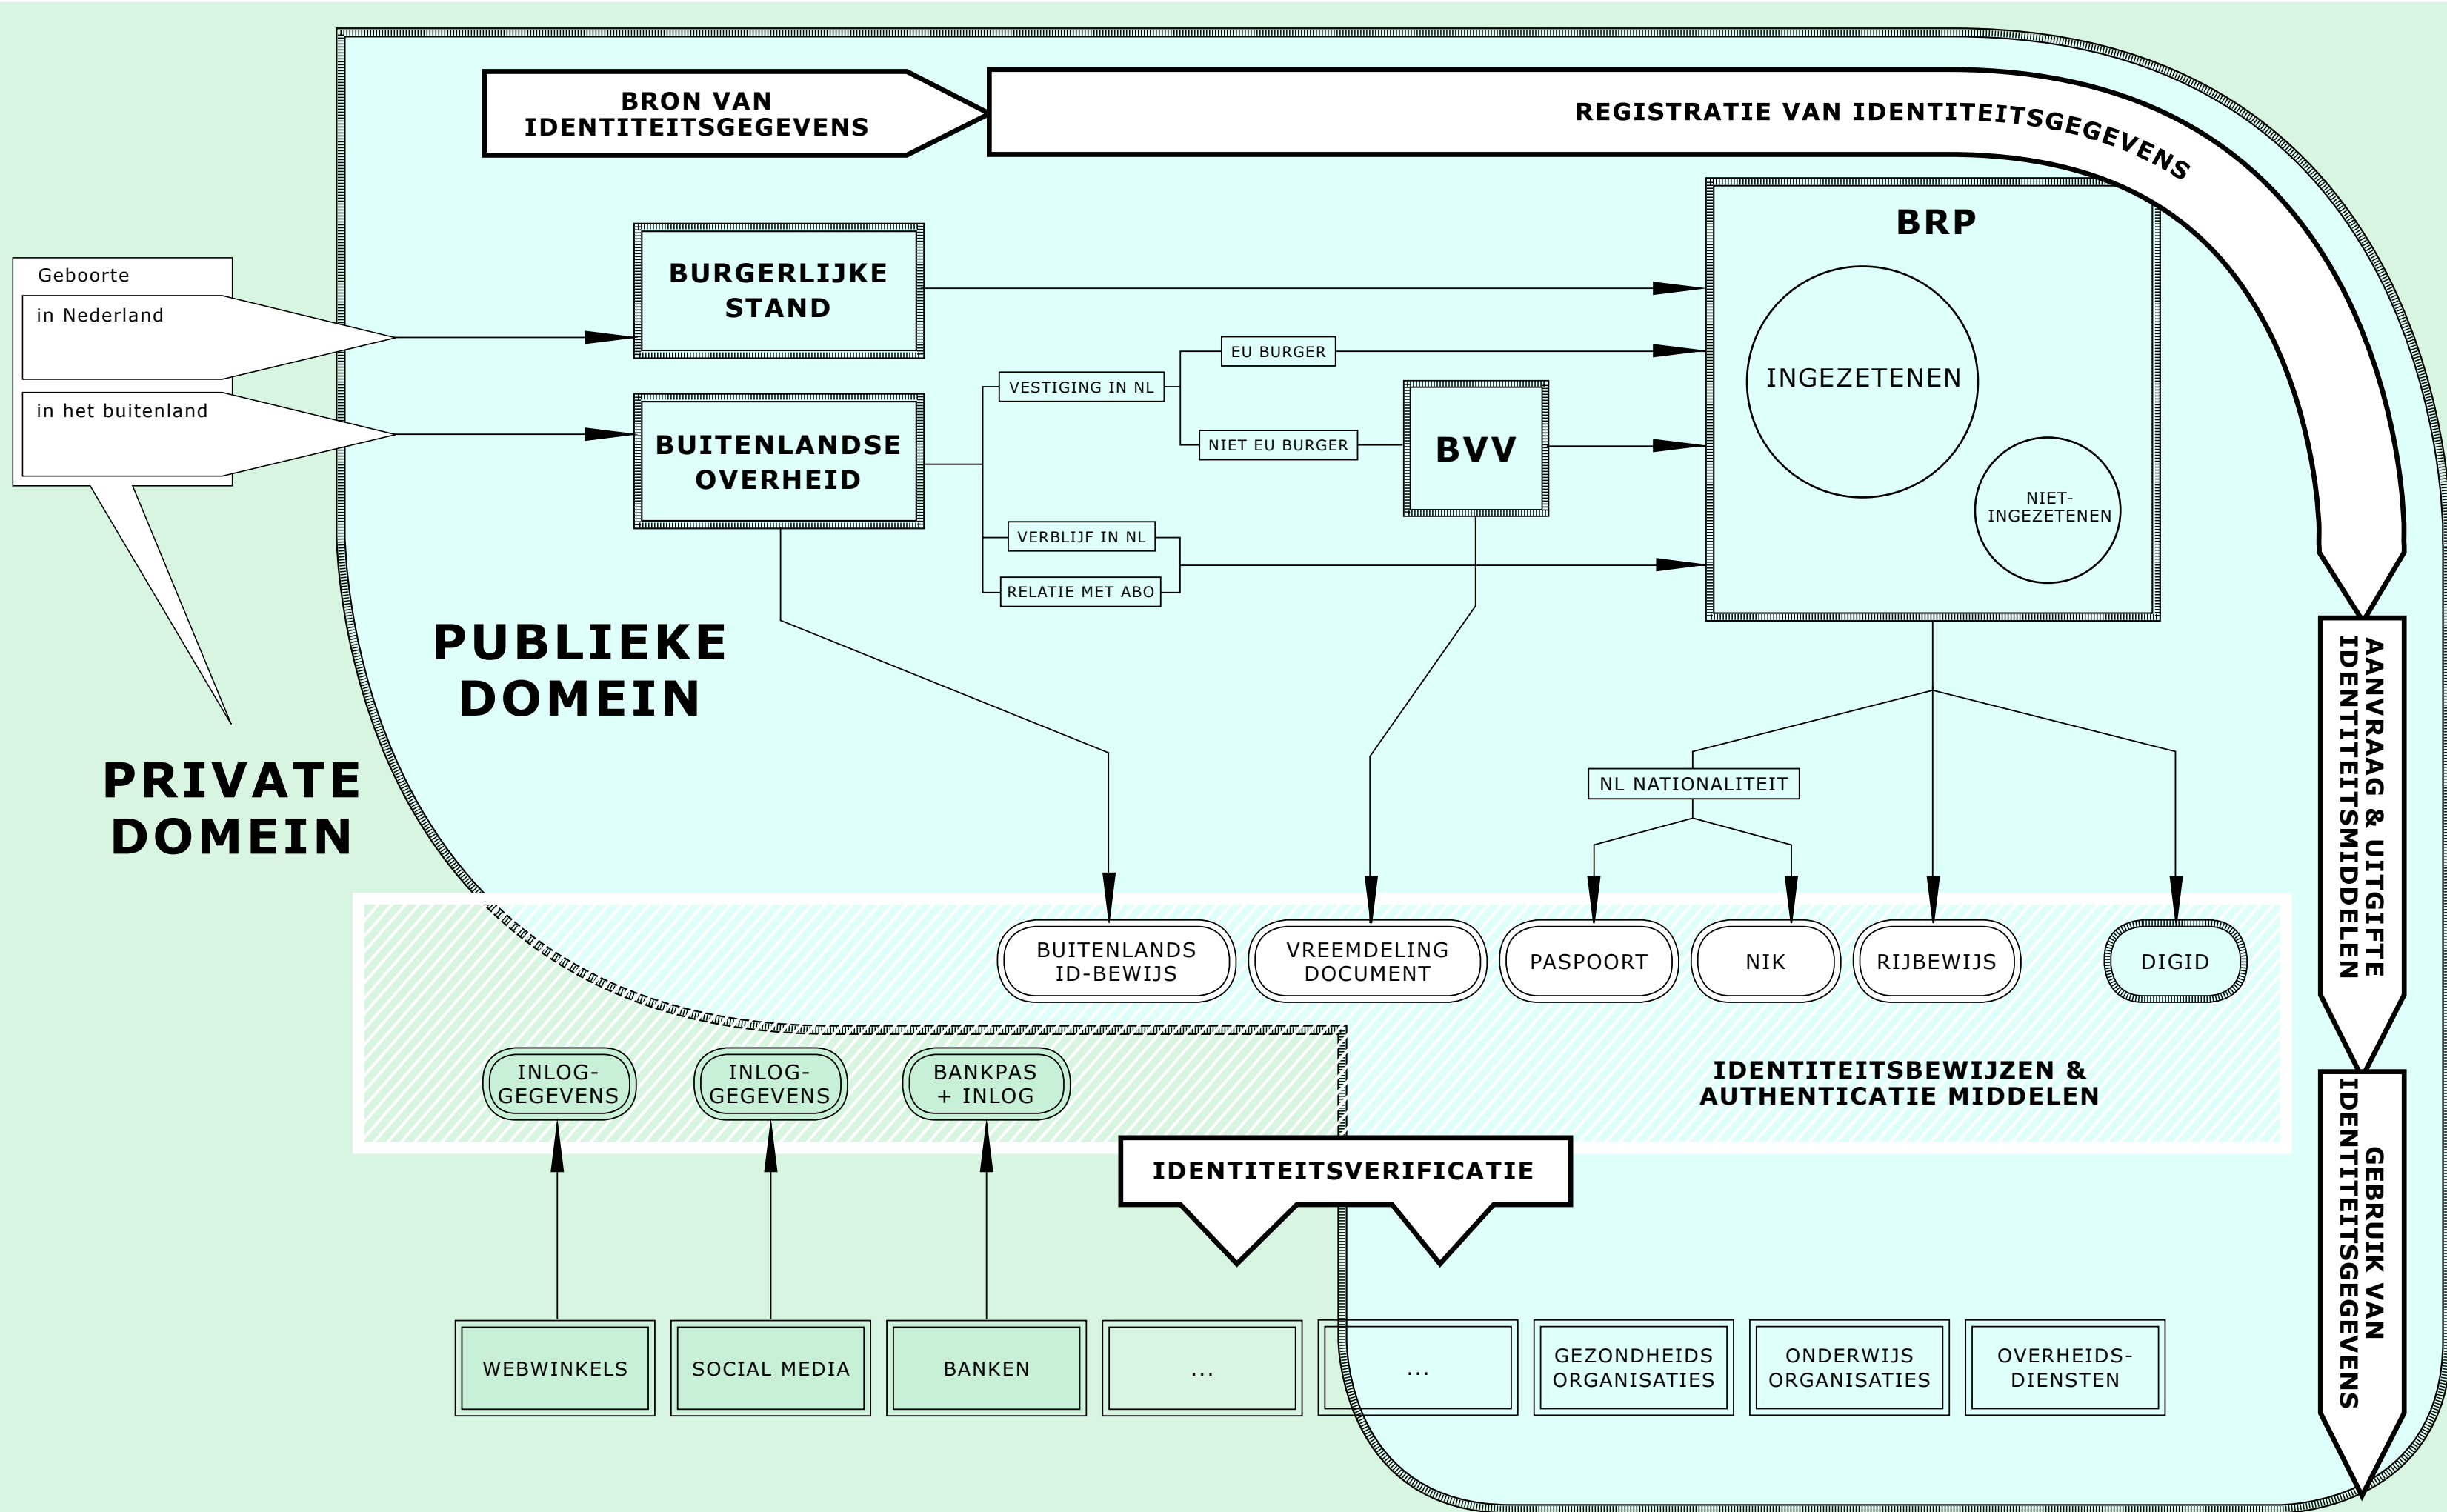 BRON VAN
IDENTITEITSGEGEVENS
REGISTRATIE VAN IDENTITEITSGEGEVENS
Geboorte
in Nederland
in het buitenland
BURGERLIJKE
STAND
BUITENLANDSE
OVERHEID
VESTIGING IN NL
EU BURGER
NIET EU BURGER
VERBLIJF IN NL
RELATIE MET ABO
BVV
BRP
INGEZETENEN
NIET-
INGEZETENEN
PUBLIEKE
DOMEIN
PRIVATE
DOMEIN
NL NATIONALITEIT
AANVRAAG & UITGIFTE
IDENTITEITSMIDDELEN
BUITENLANDS
ID-BEWIJS
VREEMDELING
DOCUMENT
PASPOORT
NIK
RIJBEWIJS
DIGID
INLOG-
GEGEVENS
INLOG-
GEGEVENS
BANKPAS
+ INLOG
IDENTITEITSBEWIJZEN &
AUTHENTICATIE MIDDELEN
IDENTITEITSVERIFICATIE
GEBRUIK VAN
IDENTITEITSGEGEVENS
WEBWINKELS
SOCIAL MEDIA
BANKEN
...
...
GEZONDHEIDS
ORGANISATIES
ONDERWIJS
ORGANISATIES
OVERHEIDS-
DIENSTEN